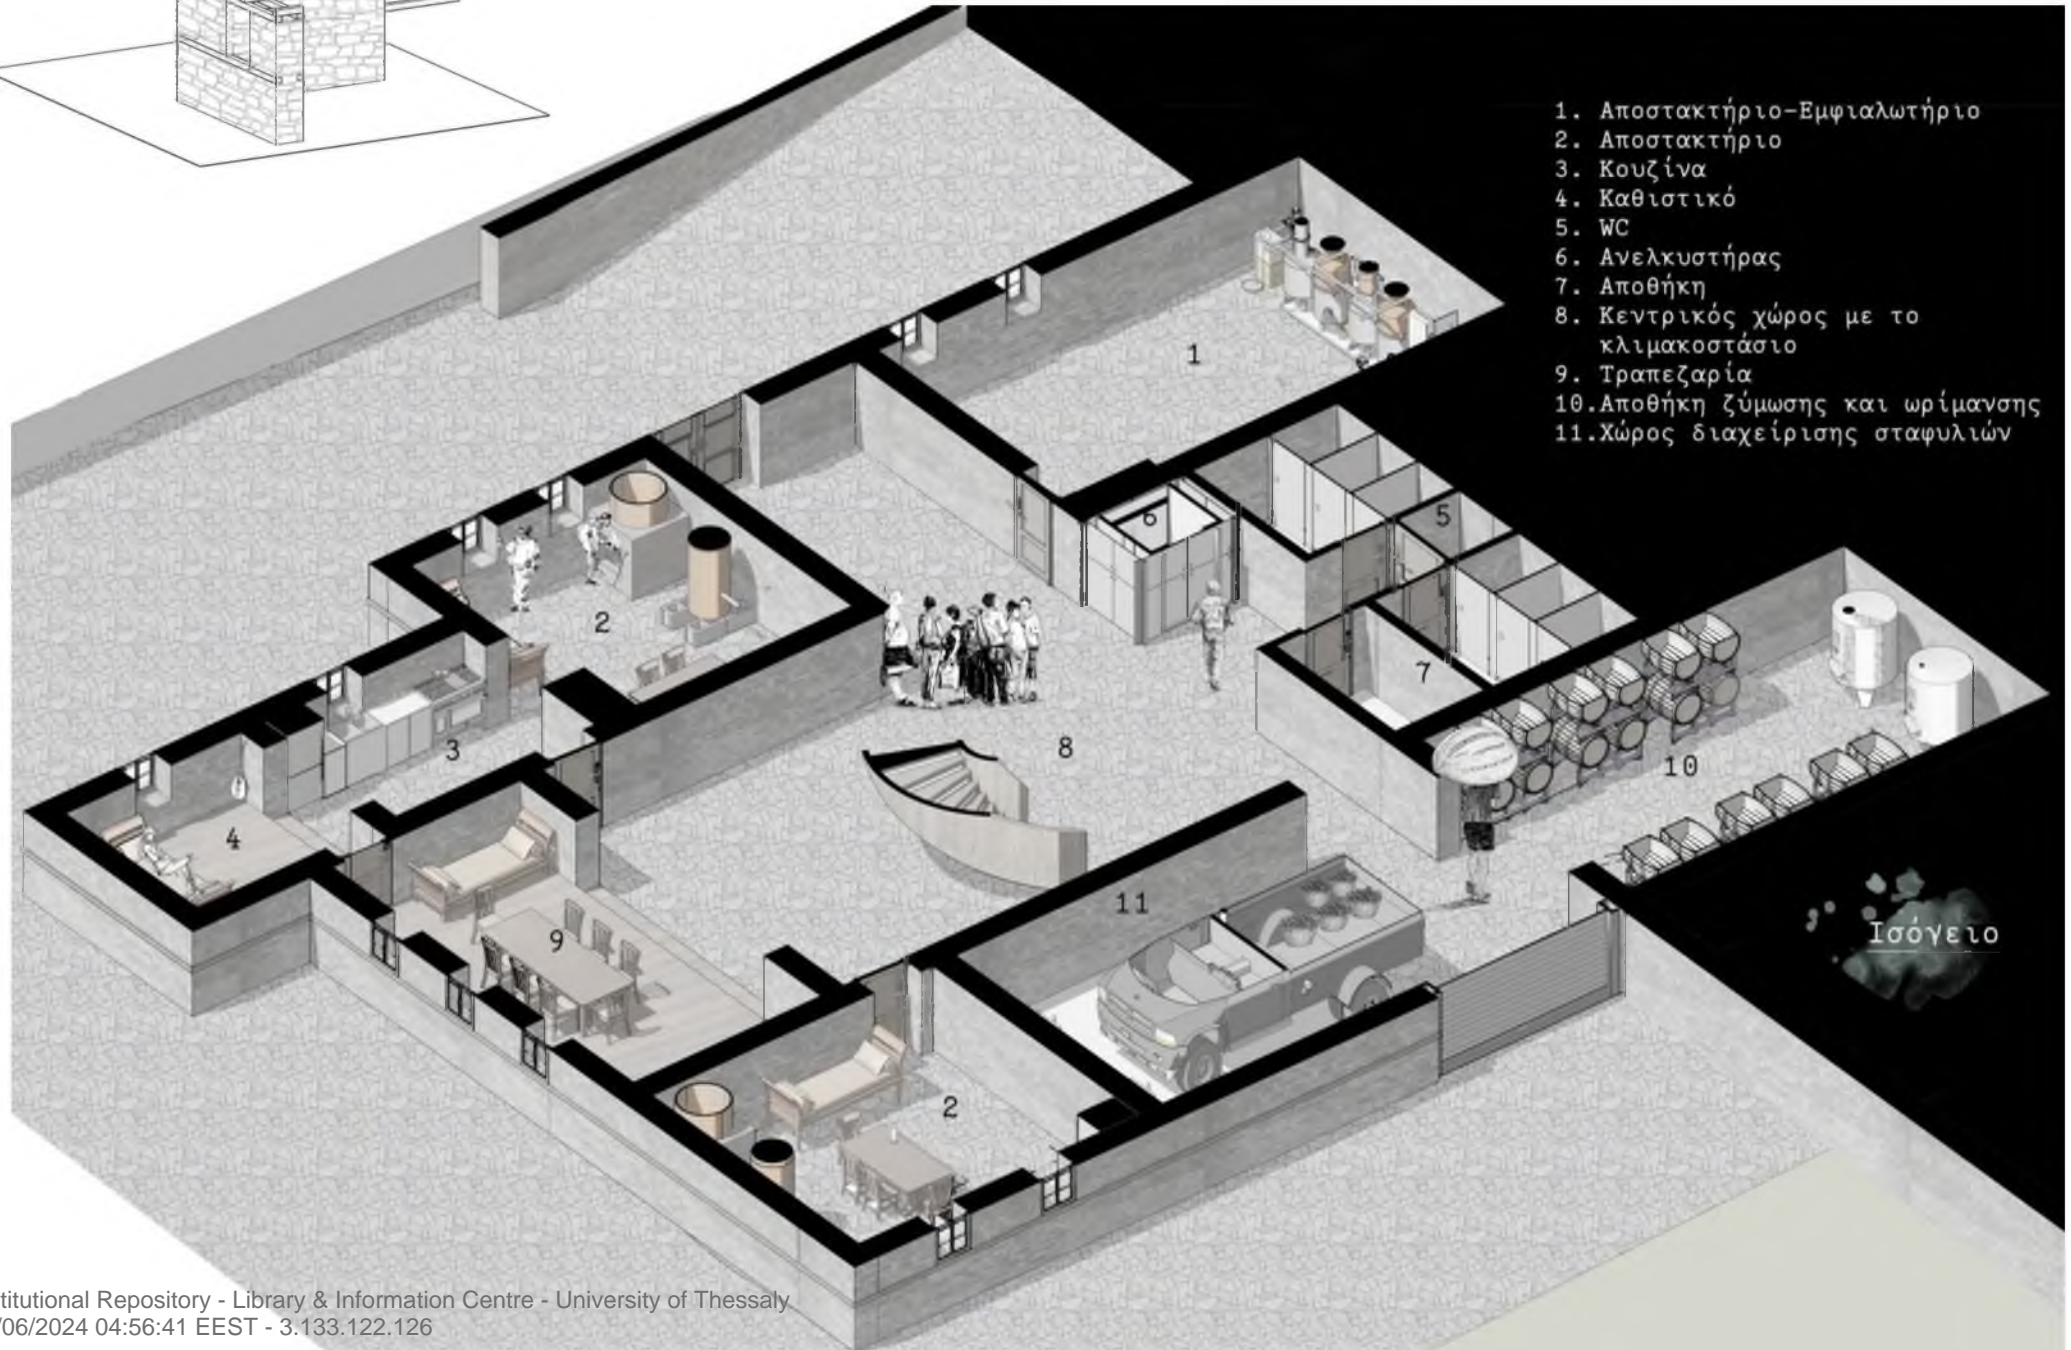 1. Αποστακτήριο-Εμφιαλωτήριο
2. Αποστακτήριο
3. Κουζίνα
4. Καθιστικό
5. WC
6. Ανελκυστήρας
7. Αποθήκη
8. Κεντρικός χώρος με το
κλιμακοστάσιο
9. Τραπεζαρία
10.Αποθήκη ζύμωσης και ωρίμανσης
11.Χώρος διαχείρισης σταφυλιών
1
6
5
2
7
8
3
10
4
11
9
Ισόγειο
2
titutional Repository - Library & Information Centre - University of Thessaly
/06/2024 04:56:41 EEST - 3.133.122.126